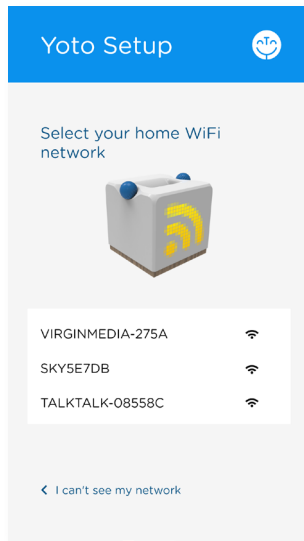 Yoto Setup
Select your home WiFi
network
VIRGINMEDIA-275A
SKY5E7DB
TALKTALK-08558C
I can't see my network